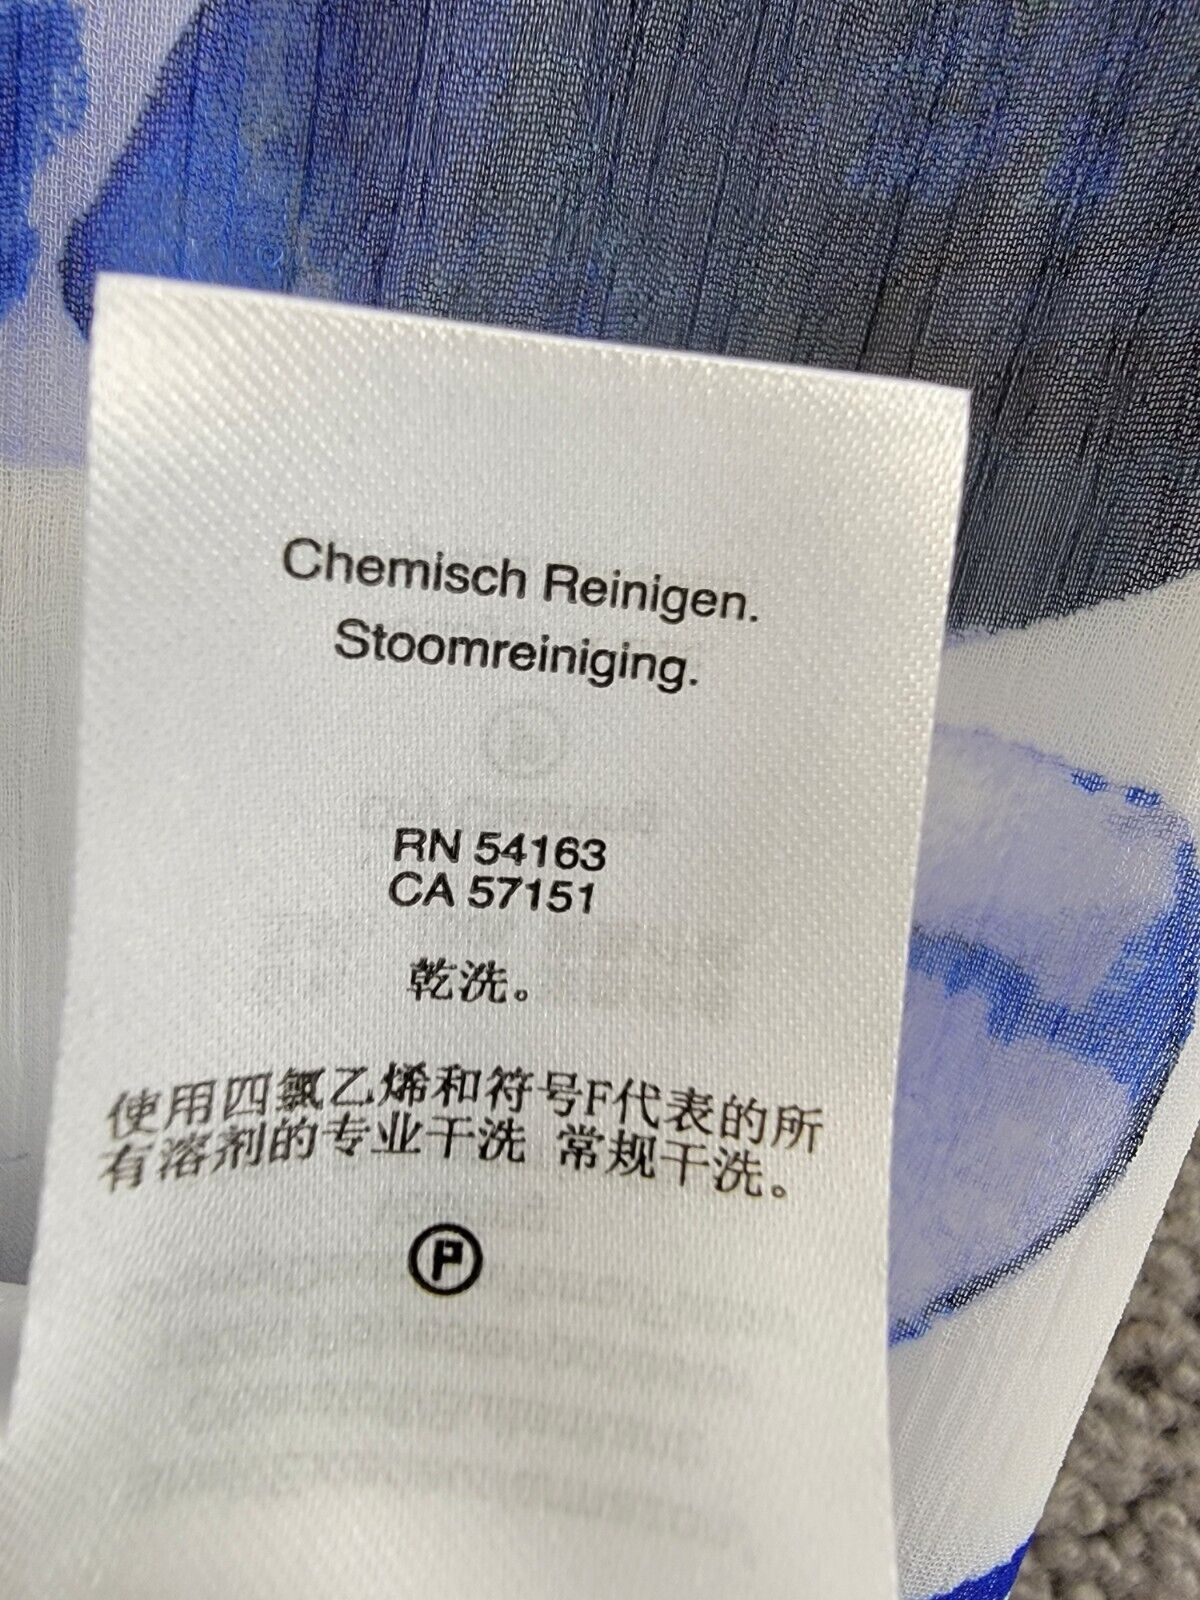 Chemisch Reinigen.
Stoomreiniging.
RN 54163
CA 57151
乾洗。
使用四氯乙烯和符号F代表的所
有溶剂的专业干洗 常规干洗。
P